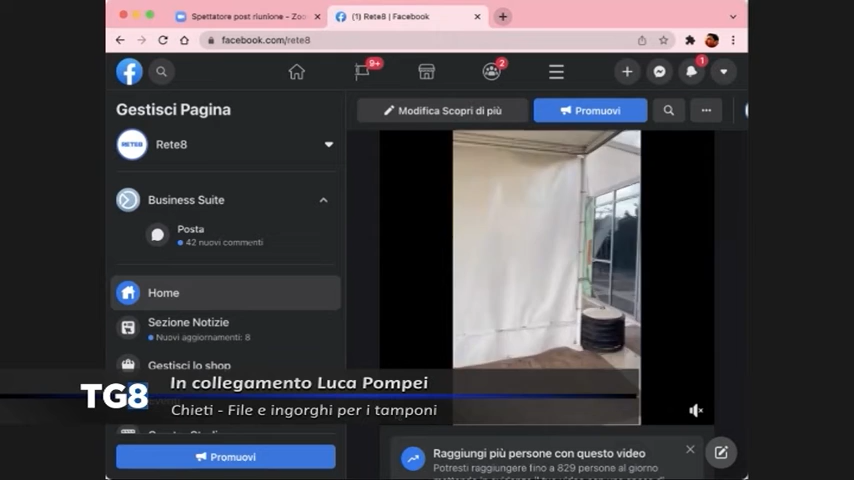 Spettatore post riunione - Zoo
(1) Rete8 | Facebook
facebook.com/rete8
9+
2
1
Gestisci Pagina
Modifica Scopri di più
Promuovi
RETE8
Rete8
Business Suite
Posta
42 nuovi commenti
Home
Sezione Notizie
Nuovi aggiornamenti: 8
Gestisci lo shop
In collegamento Luca Pompei
TG8
Chieti - File e ingorghi per i tamponi
Promuovi
Raggiungi più persone con questo video
Potresti raggiungere fino a 829 persone al giorno